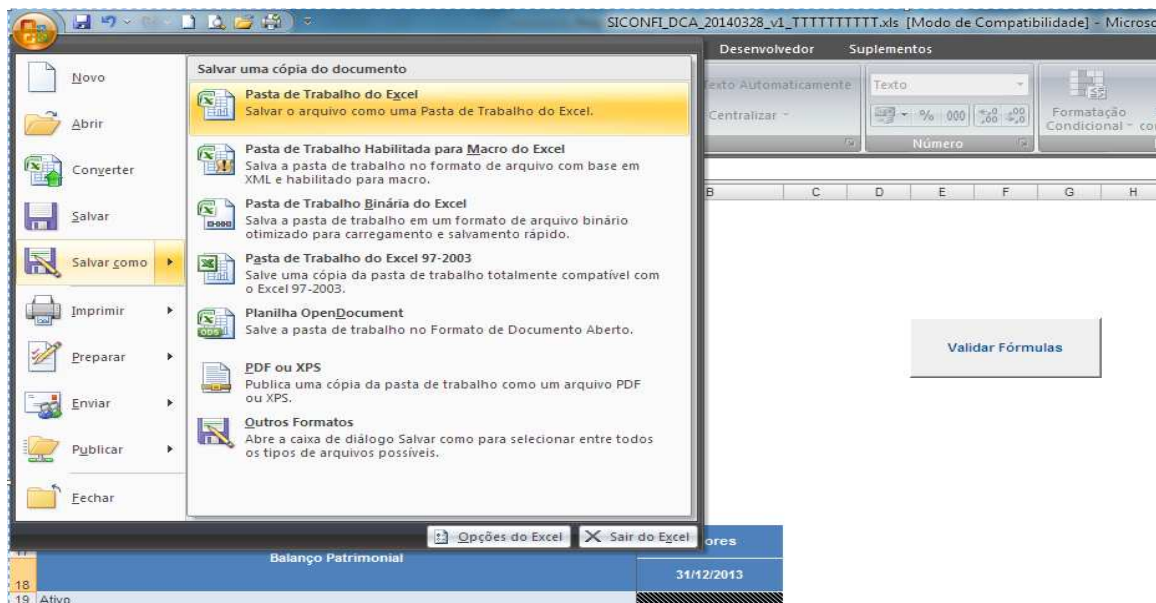 SICONFI_DCA_20140328_v1_TTTTTTTTTT.xls [Modo de Compatibilidade] - Microso
Desenvolvedor Suplementos
Novo
Abrir
Converter
Salvar
Salvar como
Imprimir
Preparar
Enviar
Publicar
Fechar
Salvar uma cópia do documento
Pasta de Trabalho do Excel
Salvar o arquivo como uma Pasta de Trabalho do Excel.
Pasta de Trabalho Habilitada para Macro do Excel
Salva a pasta de trabalho no formato de arquivo com base em
XML e habilitado para macro.
Pasta de Trabalho Binária do Excel
Salva a pasta de trabalho em um formato de arquivo binário
otimizado para carregamento e salvamento rápido.
Pasta de Trabalho do Excel 97-2003
Salve uma cópia da pasta de trabalho totalmente compatível com
o Excel 97-2003.
Planilha OpenDocument
Salve a pasta de trabalho no Formato de Documento Aberto.
PDF ou XPS
Publica uma cópia da pasta de trabalho como um arquivo PDF
ou XPS.
Outros Formatos
Abre a caixa de diálogo Salvar como para selecionar entre todos
os tipos de arquivos possíveis.
Opções do Excel Sair do Excel
exto Automaticamente Texto
Centralizar % 000
Formatação
Condicional
Número
B C D E F G H
Validar Fórmulas
ores
Balanço Patrimonial
31/12/2013
18
19 Ativo